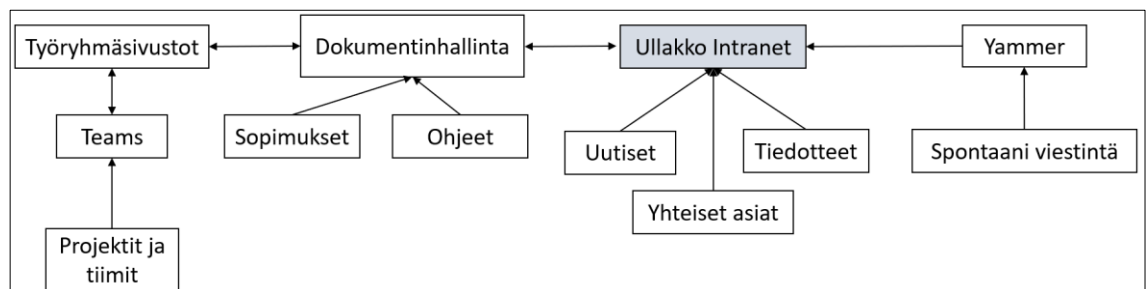 Työryhmäsivustot
Dokumentinhallinta
Ullakko Intranet
Yammer
Teams
Sopimukset
Ohjeet
Uutiset
Tiedotteet
Spontaani viestintä
Yhteiset asiat
Projektit ja
tiimit